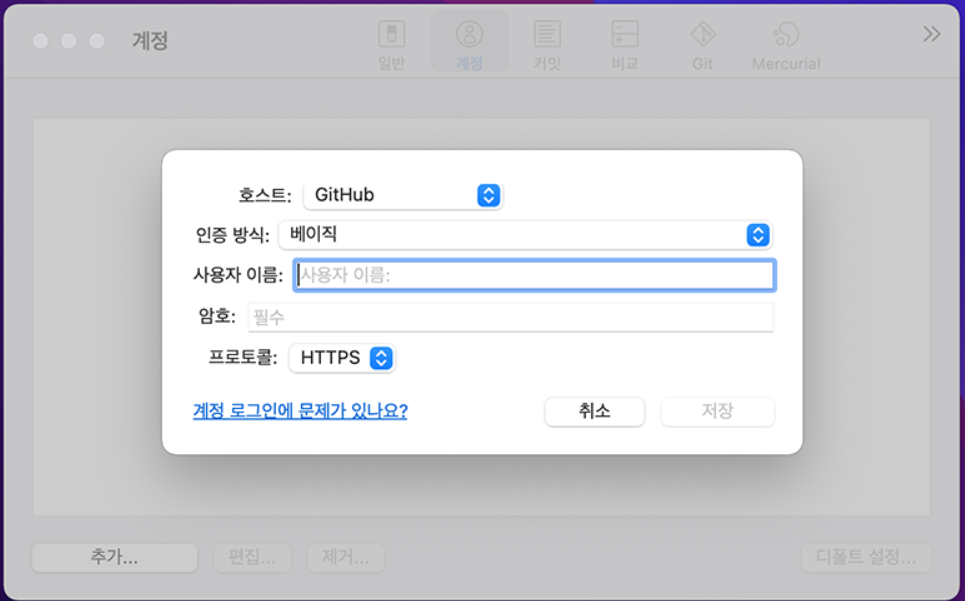 계정
일반 계정 커밋 비교 Git Mercurial
호스트: GitHub
인증 방식: 베이직
사용자 이름: 사용자 이름:
암호: 필수
프로토콜: HTTPS
계정 로그인에 문제가 있나요? 취소 저장
추가... 편집... 제거... 디폴트 설정...